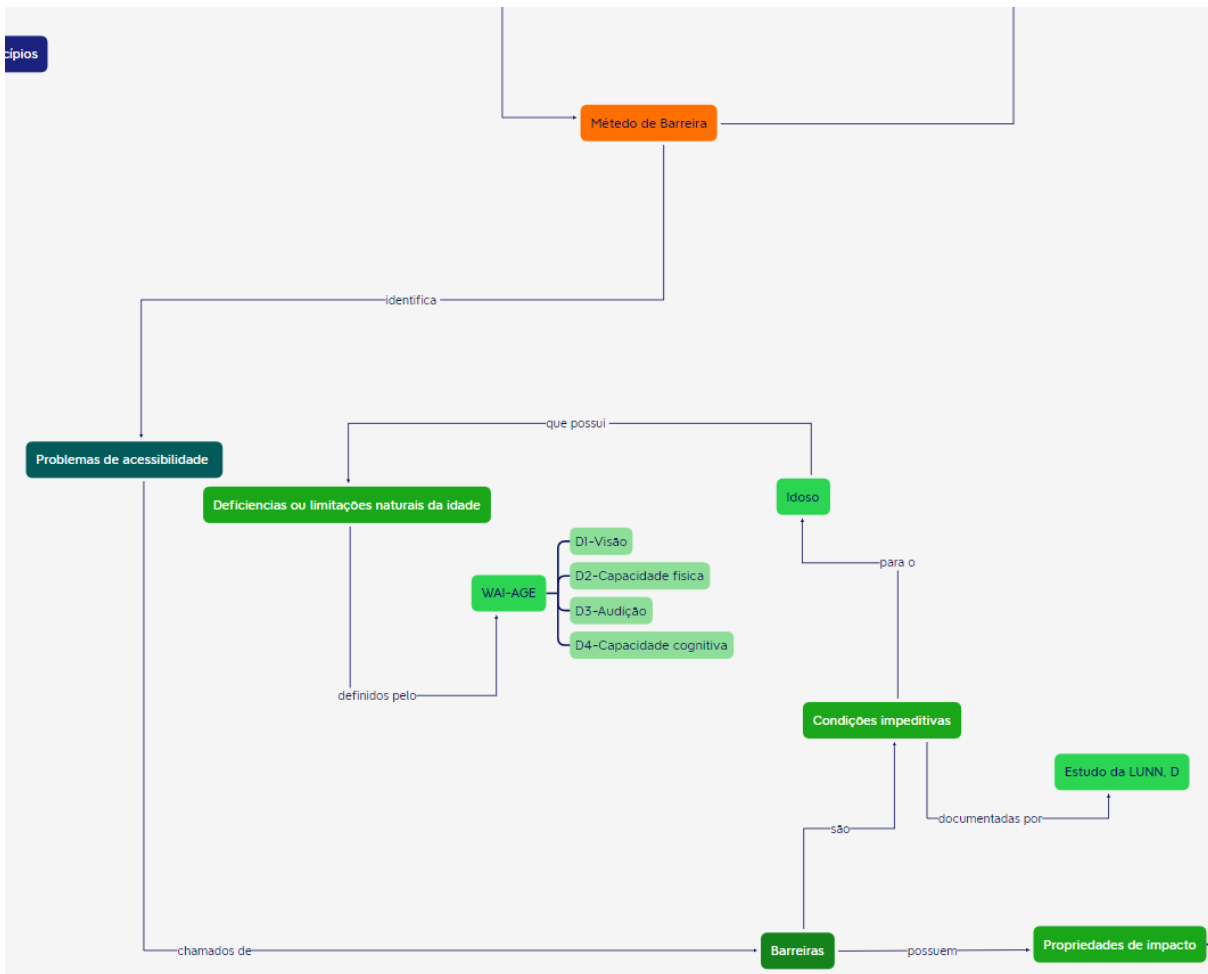 cípios
Métedo de Barreira
identifica
que possui
Problemas de acessibilidade
Deficiencias ou limitações naturais da idade
Idoso
D1-Visão
para o
D2-Capacidade fisica
WAI-AGE
D3-Audição
D4-Capacidade cognitiva
definidos pelo
Condições impeditivas
Estudo da LUNN, D
documentadas por
são
chamados de
Barreiras
possuem
Propriedades de impacto